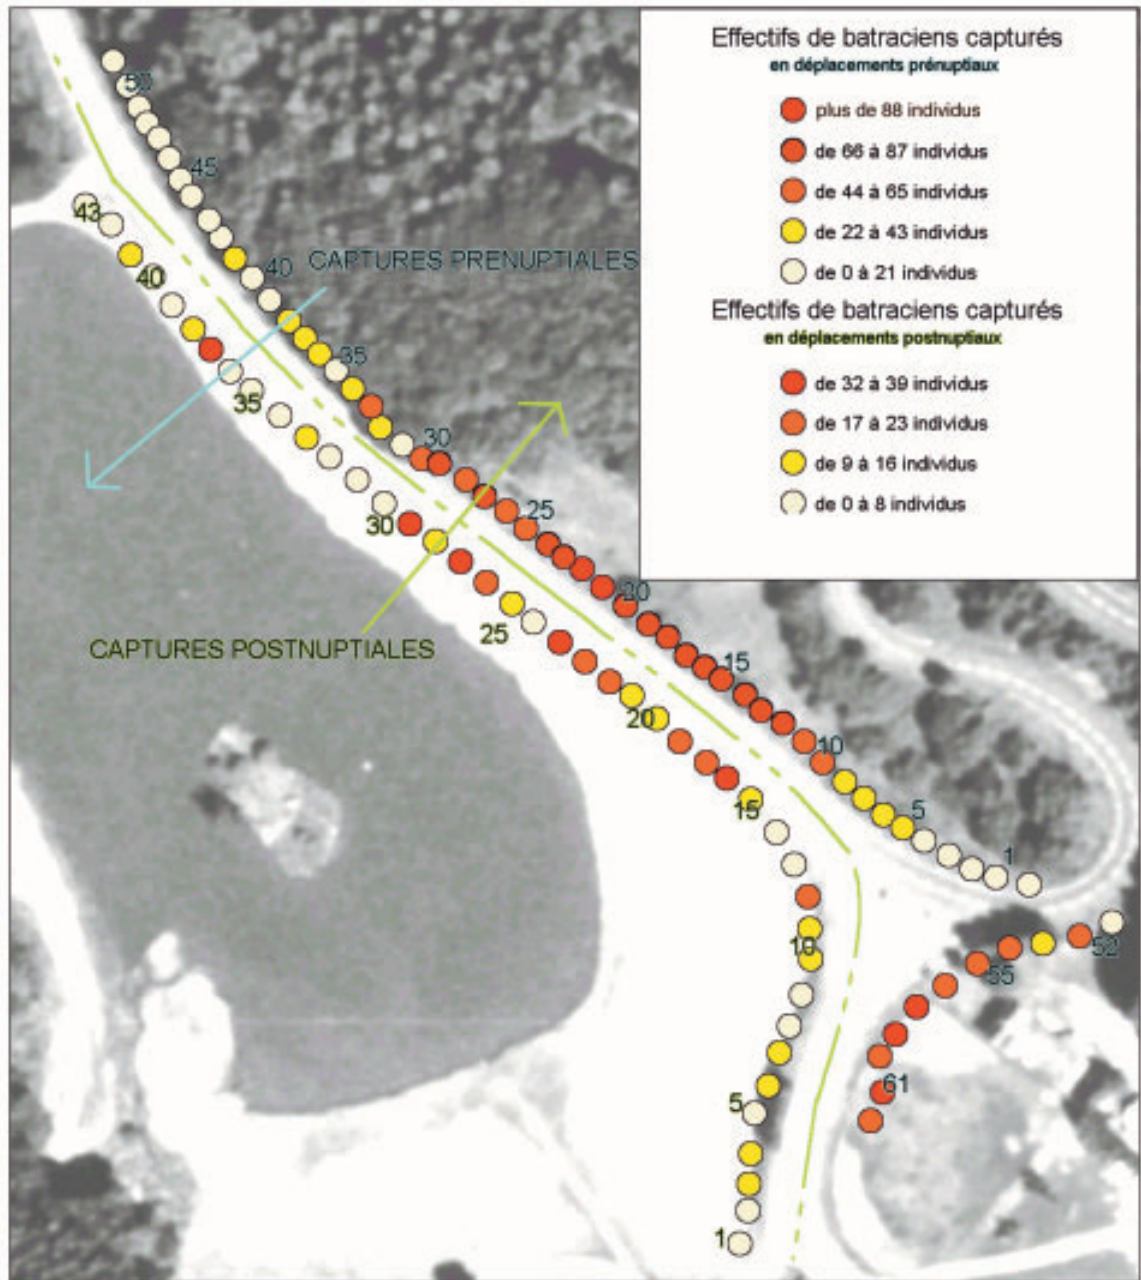 Effectifs de batraciens capturés
en déplacements prénuptiaux
plus de 88 individus
de 66 à 87 individus
de 44 à 65 individus
de 22 à 43 individus
de 0 à 21 individus
Effectifs de batraciens capturés
en déplacements postnuptiaux
de 32 à 39 individus
de 17 à 23 individus
de 9 à 16 individus
de 0 à 8 individus
50
45
43
40
CAPTURES PRENUPTIALES
40
35
35
30
25
30
20
25
CAPTURES POSTNUPTIALES
15
20
10
15
5
1
10
52
55
61
5
1